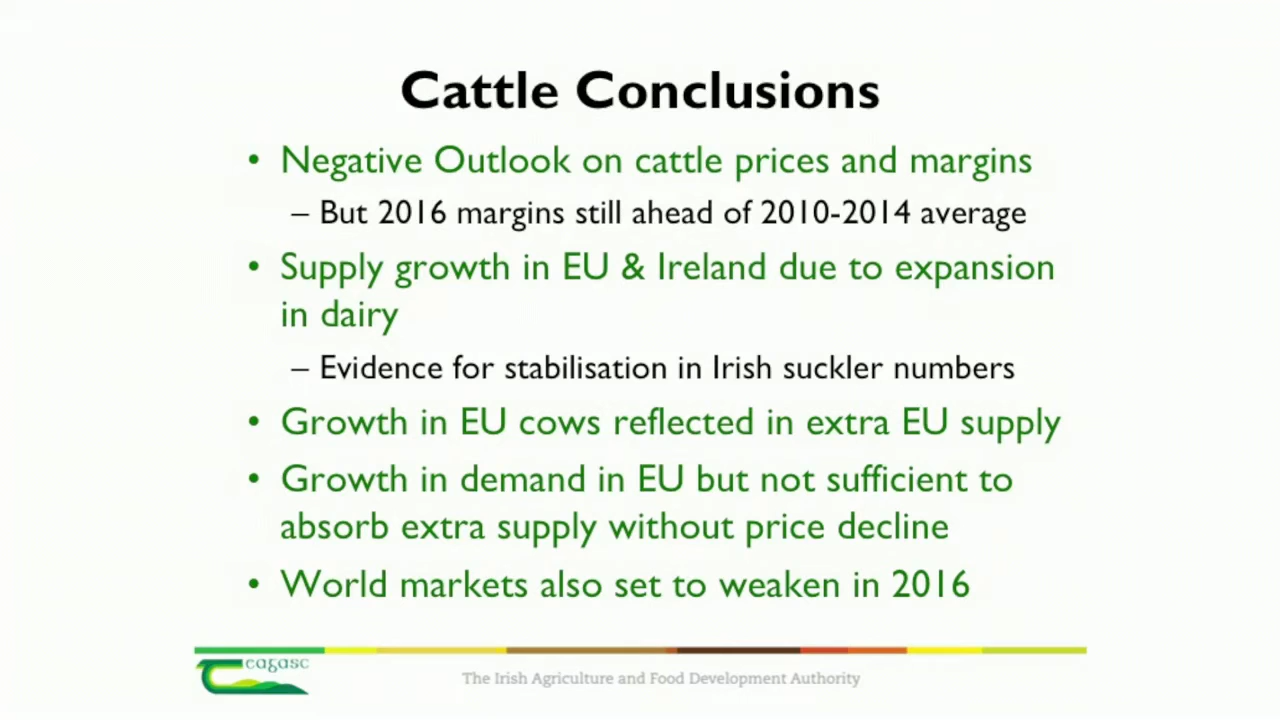 Cattle Conclusions
• Negative Outlook on cattle prices and margins
– But 2016 margins still ahead of 2010-2014 average
• Supply growth in EU & Ireland due to expansion
in dairy
– Evidence for stabilisation in Irish suckler numbers
• Growth in EU cows reflected in extra EU supply
• Growth in demand in EU but not sufficient to
absorb extra supply without price decline
• World markets also set to weaken in 2016
Teagasc
The Irish Agriculture and Food Development Authority